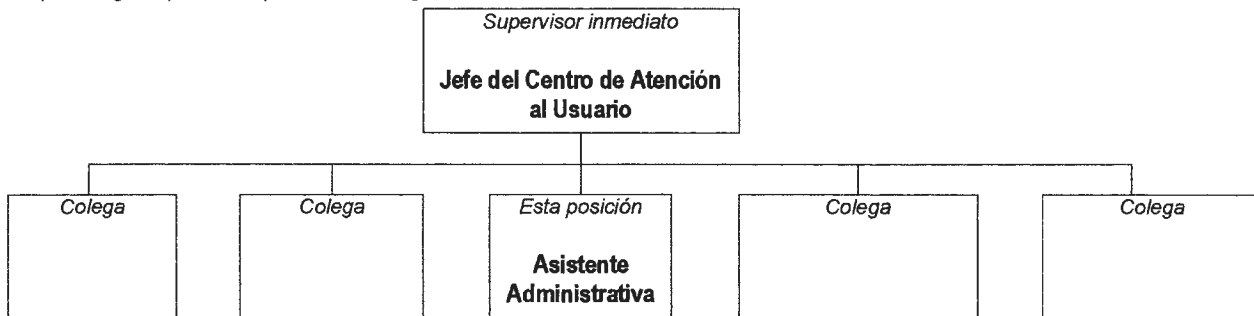 Supervisor inmediato
Jefe del Centro de Atención
al Usuario
Colega
Colega
Esta posición
Colega
Colega
Asistente
Administrativa